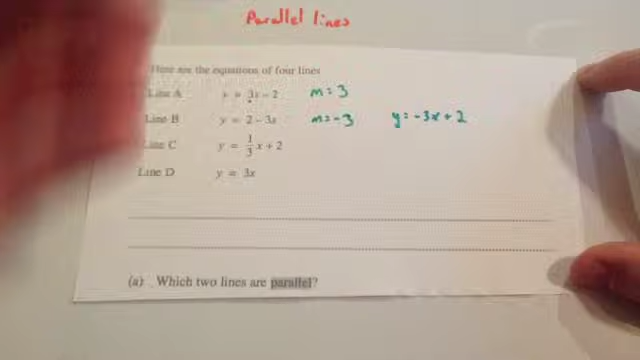 Parallel lines
Here are the equations of four lines
Line A y = 3x - 2 m = 3
Line B y = 2 - 3x m = -3 y = -3x + 2
Line C y = 1/3 x + 2
Line D y = 3x
(a) Which two lines are parallel?